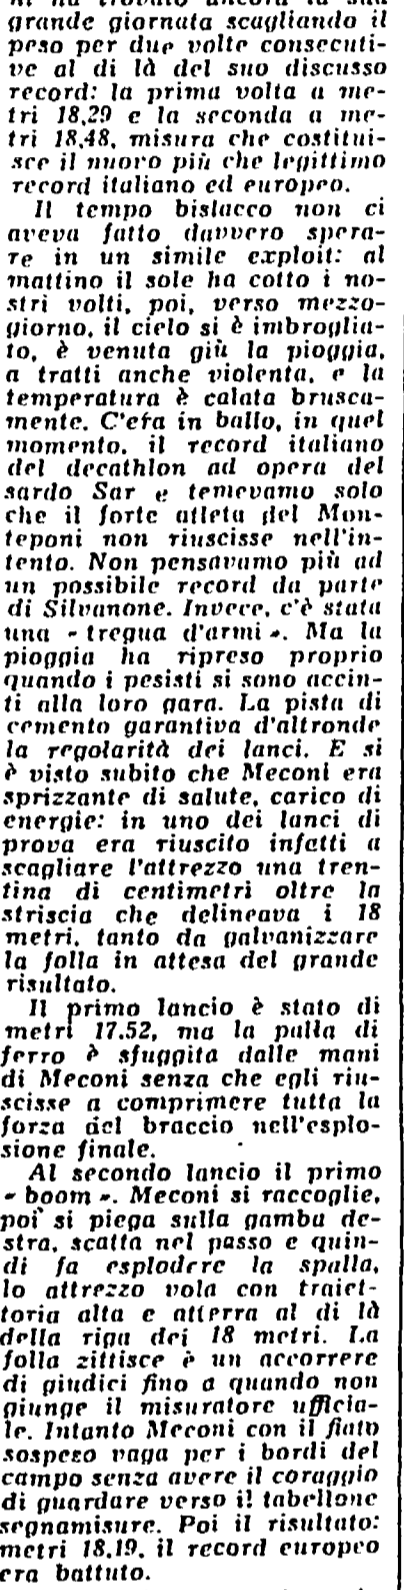 grande giornata scagliando il
peso per due volte consecuti-
ve al di là del suo discusso
record: la prima volta a me-
tri 18,29 e la seconda a me-
tri 18,48, misura che costitui-
sce il nuovo più che legittimo
record italiano ed europeo.
Il tempo bislacco non ci
aveva fatto davvero spera-
re in un simile exploit: al
mattino il sole ha cotto i no-
stri volti, poi, verso mezzo-
giorno, il cielo si è imbroglia-
to, è venuta giù la pioggia,
a tratti anche violenta, e la
temperatura è calata brusca-
mente. C'era in ballo, in quel
momento, il record italiano
del decathlon ad opera del
sardo Sar e temevamo solo
che il forte atleta del Mon-
teponi non riuscisse nell'in-
tento. Non pensavamo più ad
un possibile record da parte
di Silvanone. Invece, c'è stata
una « tregua d'armi ». Ma la
pioggia ha ripreso proprio
quando i pesisti si sono accin-
ti alla loro gara. La pista di
cemento garantiva d'altronde
la regolarità dei lanci. E si
è visto subito che Meconi era
sprizzante di salute, carico di
energie: in uno dei lanci di
prova era riuscito infatti a
scagliare l'attrezzo una tren-
tina di centimetri oltre la
striscia che delineava i 18
metri, tanto da galvanizzare
la folla in attesa del grande
risultato.
Il primo lancio è stato di
metri 17.52, ma la palla di
ferro è sfuggita dalle mani
di Meconi senza che egli riu-
scisse a comprimere tutta la
forza del braccio nell'esplo-
sione finale.
Al secondo lancio il primo
« boom ». Meconi si raccoglie,
poi si piega sulla gamba de-
stra, scatta nel passo e quin-
di fa esplodere la spalla,
lo attrezzo vola con traiet-
toria alta e atterra al di là
della riga dei 18 metri. La
folla zittisce è un accorrere
di giudici fino a quando non
giunge il misuratore ufficia-
le. Intanto Meconi con il fiato
sospeso vaga per i bordi del
campo senza avere il coraggio
di guardare verso il tabellone
segnamisure. Poi il risultato:
metri 18.19, il record europeo
era battuto.